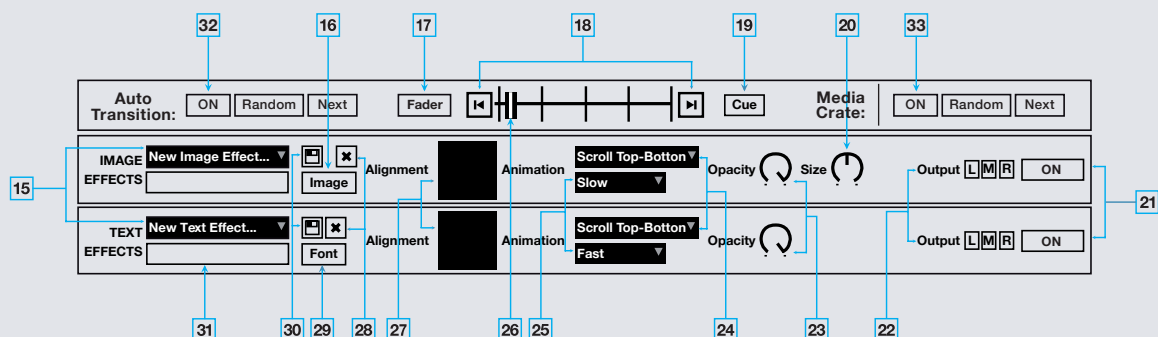 32 16 17 18 19 20 33
Auto Transition: ON Random Next Fader Cue Media Crate: ON Random Next
15
IMAGE EFFECTS New Image Effect... Image Alignment Animation Scroll Top-Botton Slow Opacity Size Output L M R ON
21
TEXT EFFECTS New Text Effect... Font Alignment Animation Scroll Top-Botton Fast Opacity Output L M R ON
31 30 29 28 27 26 25 24 23 22